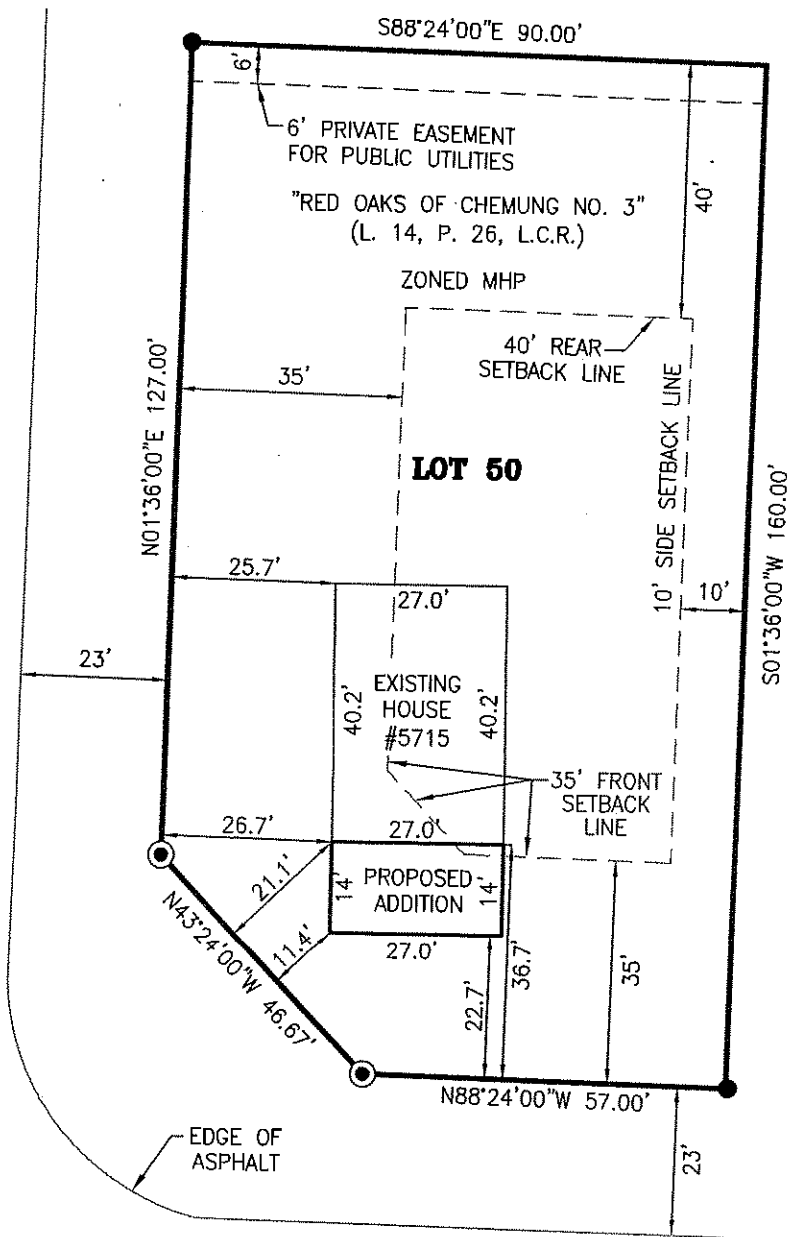 S88°24'00"E 90.00'
6'
6' PRIVATE EASEMENT
FOR PUBLIC UTILITIES
"RED OAKS OF CHEMUNG NO. 3"
(L. 14, P. 26, L.C.R.)
40'
ZONED MHP
40' REAR
SETBACK LINE
35'
N01°36'00"E 127.00'
LOT 50
10' SIDE SETBACK LINE
S01°36'00"W 160.00'
25.7'
27.0'
10'
23'
EXISTING
HOUSE
#5715
40.2'
40.2'
35' FRONT
SETBACK
LINE
26.7'
27.0'
21.1'
14'
PROPOSED
ADDITION
14'
N43°24'00"W 46.67'
11.4'
27.0'
22.7'
36.7'
35'
N88°24'00"W 57.00'
EDGE OF
ASPHALT
23'